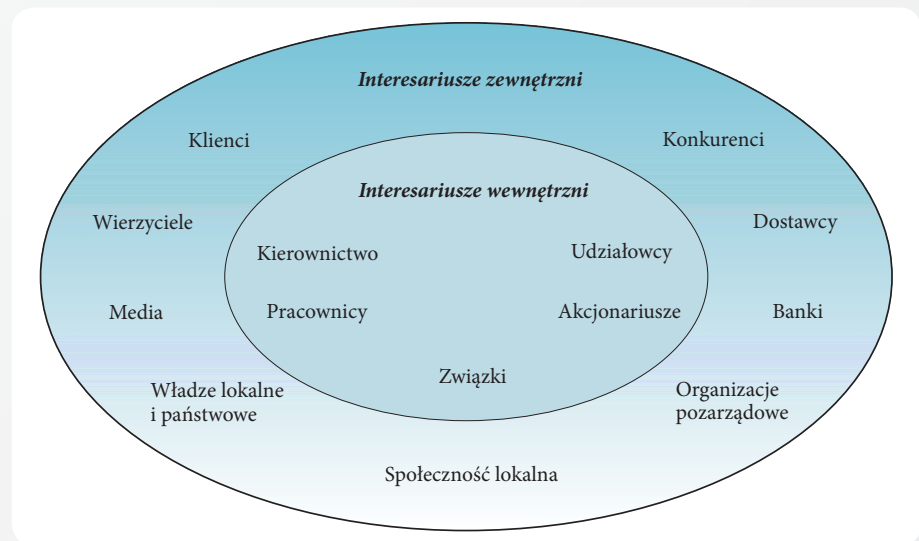 Interesariusze zewnętrzni
Klienci
Konkurenci
Interesariusze wewnętrzni
Wierzyciele
Dostawcy
Kierownictwo
Udziałowcy
Media
Pracownicy
Akcjonariusze
Banki
Związki
Władze lokalne
i państwowe
Organizacje
pozarządowe
Społeczność lokalna